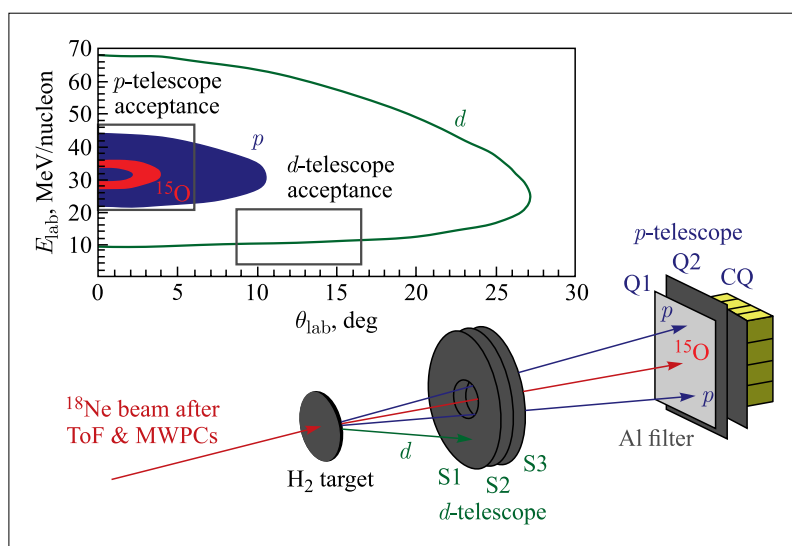 70
60
50
40
30
20
10
0
5
10
15
20
25
30
E_lab, MeV/nucleon
θ_lab, deg
p-telescope
acceptance
p
d
¹⁵O
d-telescope
acceptance
p-telescope
Q2
Q1
CQ
p
¹⁵O
p
Al filter
¹⁸Ne beam after
ToF & MWPCs
H₂ target
d
S1
S2
S3
d-telescope